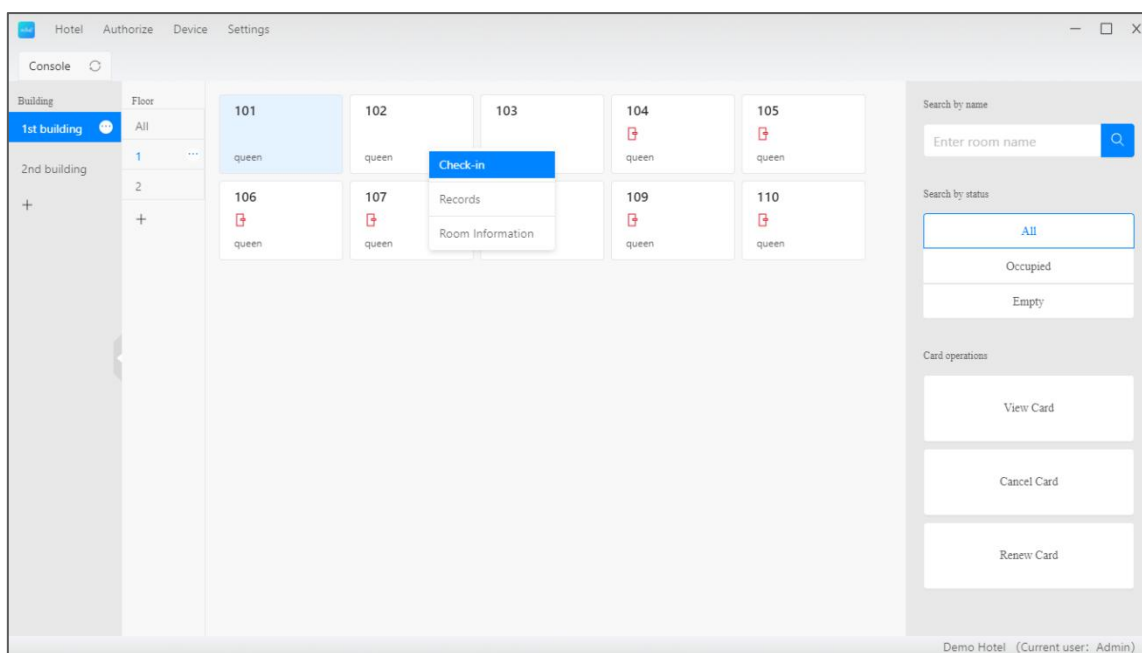 Hotel Authorize Device Settings
Console
Building
1st building
2nd building
+
Floor
All
1
2
+
101
queen
102
queen
103
104
queen
105
queen
106
queen
107
queen
109
queen
110
queen
Check-in
Records
Room Information
Search by name
Enter room name
Search by status
All
Occupied
Empty
Card operations
View Card
Cancel Card
Renew Card
Demo Hotel (Current user: Admin)